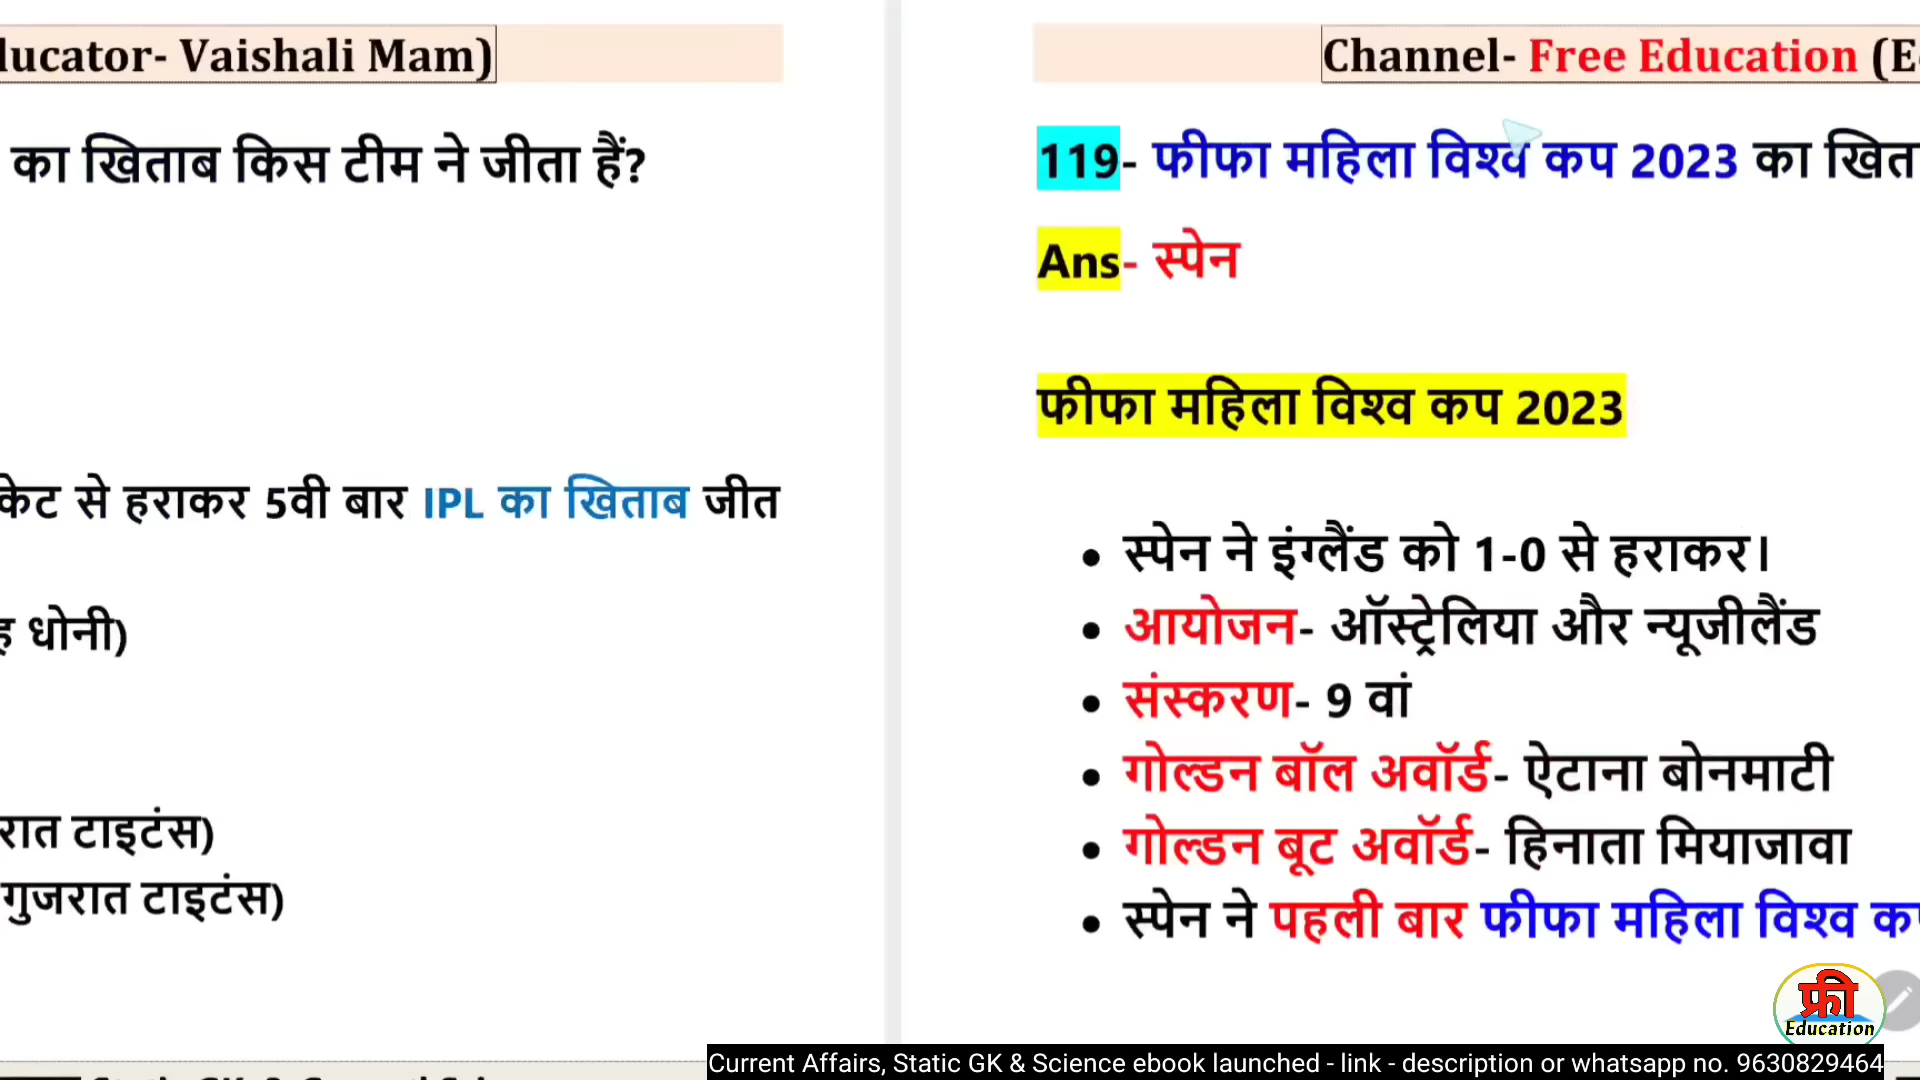 Educator- Vaishali Mam)
का खिताब किस टीम ने जीता हैं?
से हराकर 5वी बार IPL का खिताब जीत
धोनी)
टाइटंस)
गुजरात टाइटंस)
Channel- Free Education (E
119- फीफा महिला विश्व कप 2023 का
Ans- स्पेन
फीफा महिला विश्व कप 2023
• स्पेन ने इंग्लैंड को 1-0 से हराकर।
• आयोजन- ऑस्ट्रेलिया और न्यूजीलैंड
• संस्करण- 9 वां
• गोल्डन बॉल अवॉर्ड- ऐटाना बोनमाटी
• गोल्डन बूट अवॉर्ड- हिनाता मियाजावा
• स्पेन ने पहली बार फीफा महिला विश्व
फ्री
Education
Current Affairs, Static GK & Science ebook launched - link - description or whatsapp no. 9630829464